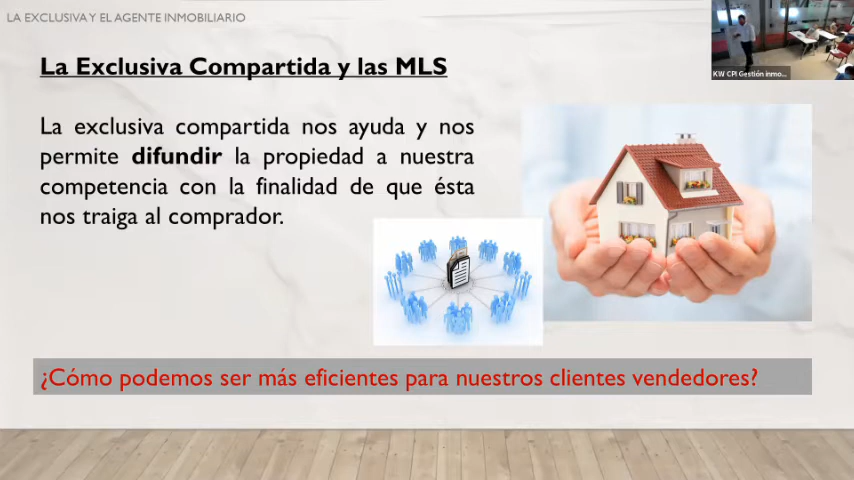 LA EXCLUSIVA Y EL AGENTE INMOBILIARIO
KW CPI Gestión inmo...
La Exclusiva Compartida y las MLS
La exclusiva compartida nos ayuda y nos
permite difundir la propiedad a nuestra
competencia con la finalidad de que ésta
nos traiga al comprador.
¿Cómo podemos ser más eficientes para nuestros clientes vendedores?